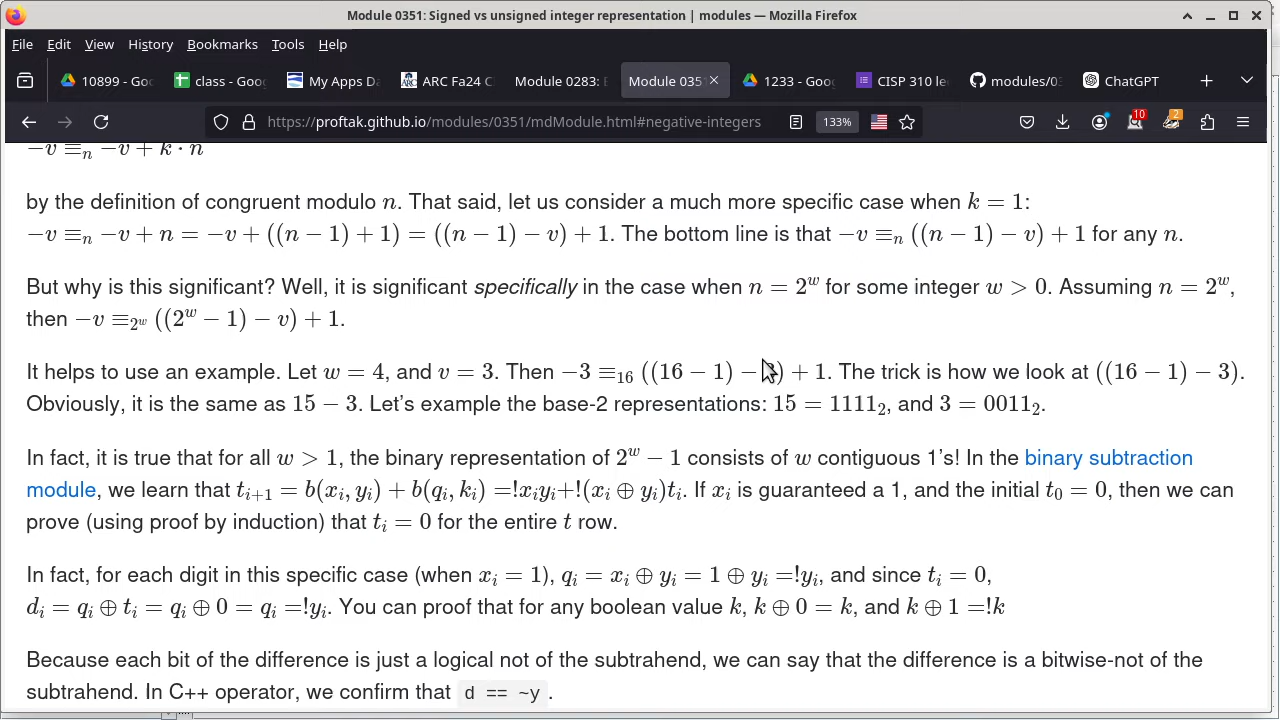 Module 0351: Signed vs unsigned integer representation | modules — Mozilla Firefox
File Edit View History Bookmarks Tools Help
10899 - Goo class - Goog My Apps Da ARC Fa24 C Module 0283: B Module 035 × 1233 - Goog CISP 310 le modules/03 ChatGPT
https://proftak.github.io/modules/0351/mdModule.html#negative-integers 133% 10 2
−v ≡ₙ −v + k · n
by the definition of congruent modulo n. That said, let us consider a much more specific case when k = 1:
−v ≡ₙ −v + n = −v + ((n − 1) + 1) = ((n − 1) − v) + 1. The bottom line is that −v ≡ₙ ((n − 1) − v) + 1 for any n.
But why is this significant? Well, it is significant specifically in the case when n = 2ʷ for some integer w > 0. Assuming n = 2ʷ,
then −v ≡_{2ʷ} ((2ʷ − 1) − v) + 1.
It helps to use an example. Let w = 4, and v = 3. Then −3 ≡₁₆ ((16 − 1) − 3) + 1. The trick is how we look at ((16 − 1) − 3).
Obviously, it is the same as 15 − 3. Let's example the base-2 representations: 15 = 1111₂, and 3 = 0011₂.
In fact, it is true that for all w > 1, the binary representation of 2ʷ − 1 consists of w contiguous 1's! In the binary subtraction
module, we learn that tᵢ₊₁ = b(xᵢ, yᵢ) + b(qᵢ, kᵢ) =!xᵢyᵢ+!(xᵢ ⊕ yᵢ)tᵢ. If xᵢ is guaranteed a 1, and the initial t₀ = 0, then we can
prove (using proof by induction) that tᵢ = 0 for the entire t row.
In fact, for each digit in this specific case (when xᵢ = 1), qᵢ = xᵢ ⊕ yᵢ = 1 ⊕ yᵢ =!yᵢ, and since tᵢ = 0,
dᵢ = qᵢ ⊕ tᵢ = qᵢ ⊕ 0 = qᵢ =!yᵢ. You can proof that for any boolean value k, k ⊕ 0 = k, and k ⊕ 1 =!k
Because each bit of the difference is just a logical not of the subtrahend, we can say that the difference is a bitwise-not of the
subtrahend. In C++ operator, we confirm that d == ~y .